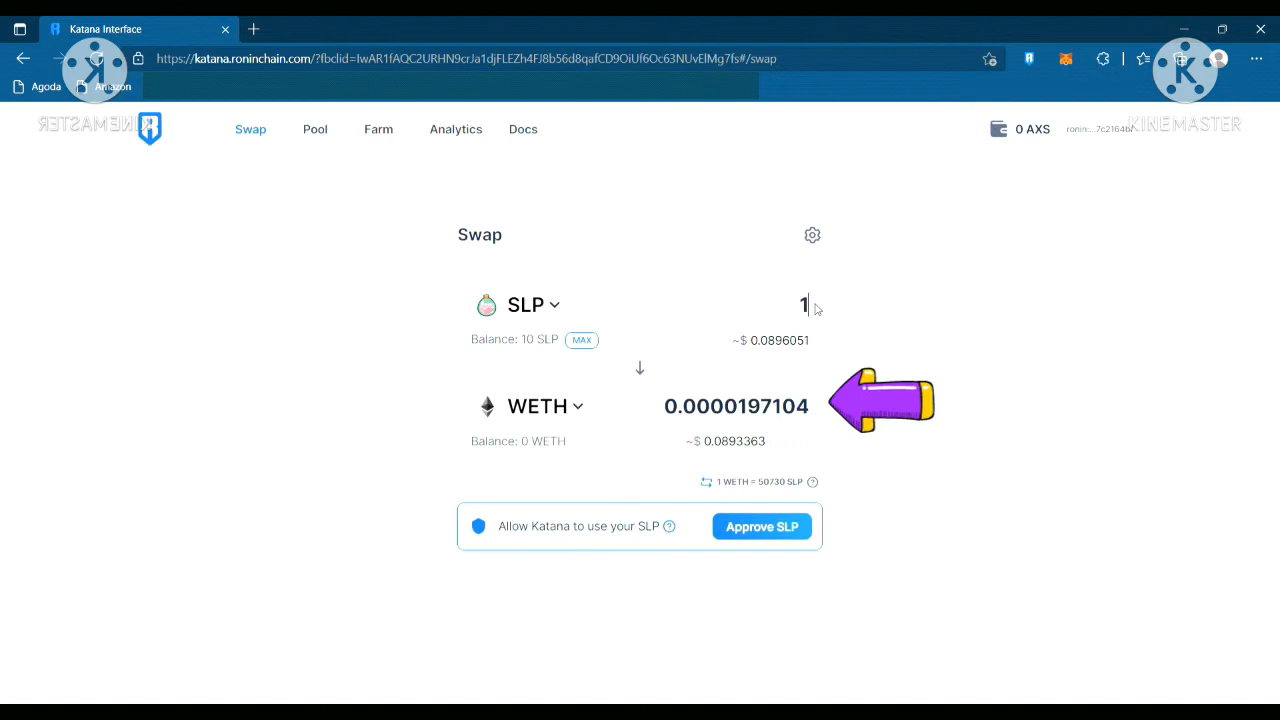 Katana Interface
https://katana.roninchain.com/?fbclid=IwAR1fAQC2URHN9crJa1djFLEZh4FJ8b56d8qafCD9OiUf6Oc63NUvElMg7fs#/swap
Agoda Amazon
KINEMASTER Swap Pool Farm Analytics Docs 0 AXS ronin:...7c2164b KINEMASTER
Swap
SLP 1
Balance: 10 SLP MAX ~$ 0.0896051
WETH 0.0000197104
Balance: 0 WETH ~$ 0.0893363
1 WETH = 50730 SLP ?
Allow Katana to use your SLP ? Approve SLP